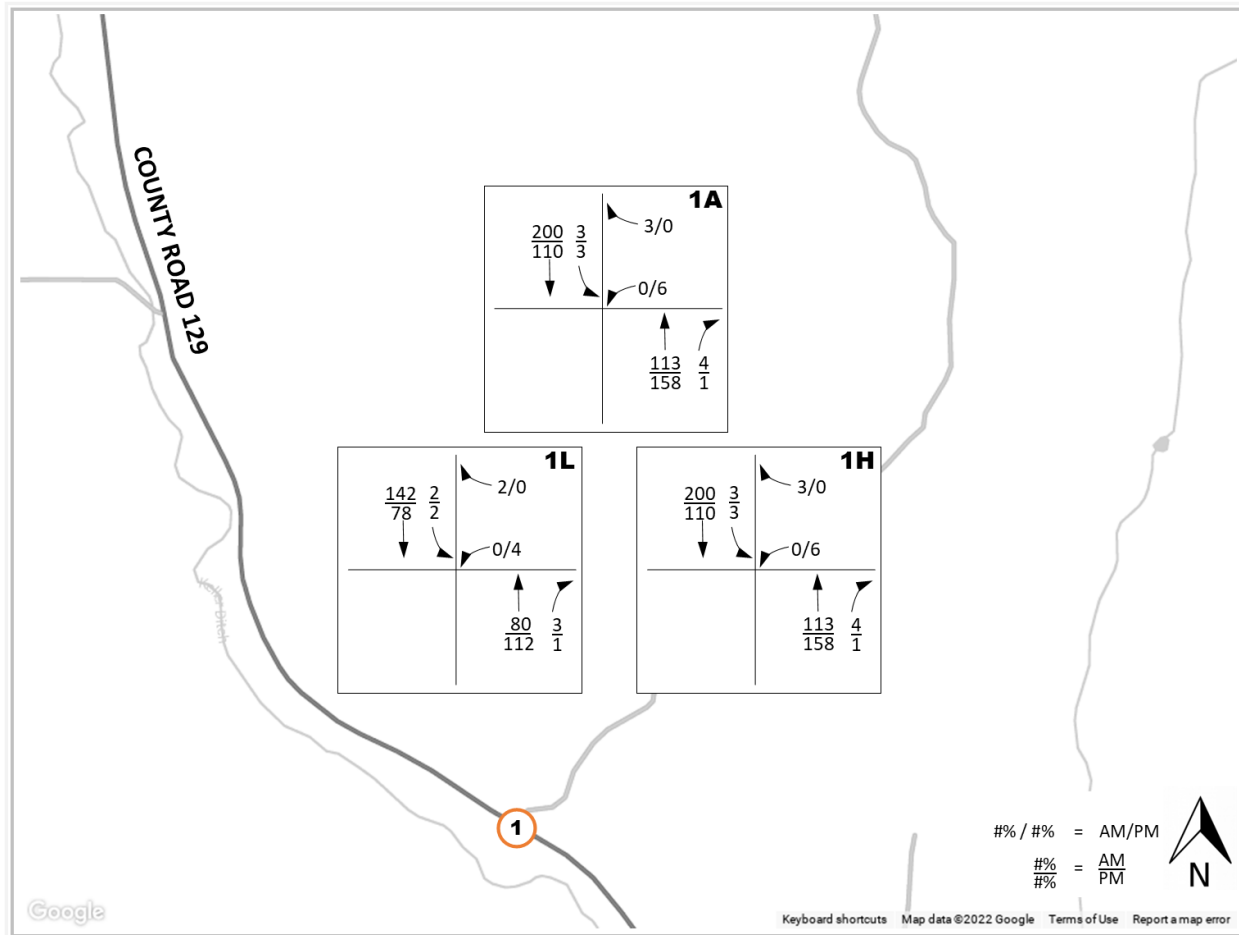 COUNTY ROAD 129
1A
3/0
200 3
110 3
0/6
113 4
158 1
1L
2/0
142 2
78 2
0/4
80 3
112 1
1H
3/0
200 3
110 3
0/6
113 4
158 1
Keller Ditch
1
#% / #% = AM/PM
#% = AM
#% PM
N
Google
Keyboard shortcuts Map data ©2022 Google Terms of Use Report a map error